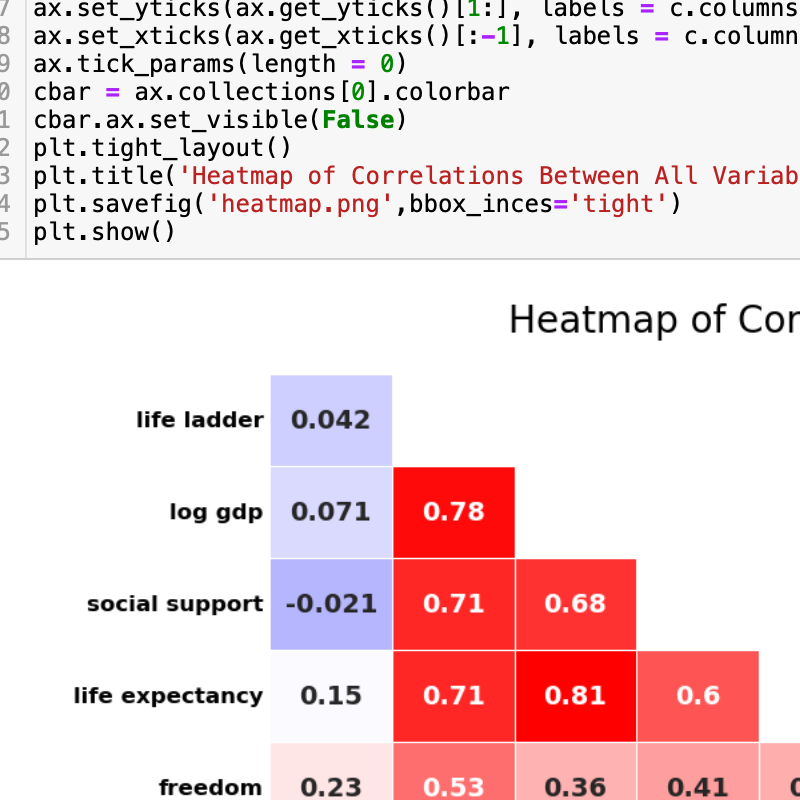 7 ax.set_yticks(ax.get_yticks()[1:], labels = c.columns
8 ax.set_xticks(ax.get_xticks()[:-1], labels = c.column
9 ax.tick_params(length = 0)
0 cbar = ax.collections[0].colorbar
1 cbar.ax.set_visible(False)
2 plt.tight_layout()
3 plt.title('Heatmap of Correlations Between All Variab
4 plt.savefig('heatmap.png',bbox_inces='tight')
5 plt.show()
Heatmap of Cor
life ladder 0.042
log gdp 0.071 0.78
social support -0.021 0.71 0.68
life expectancy 0.15 0.71 0.81 0.6
freedom 0.23 0.53 0.36 0.41